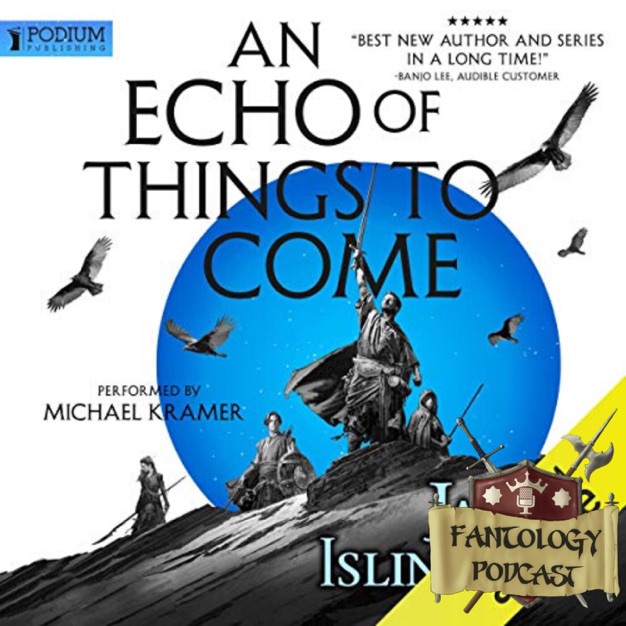 PODIUM
PUBLISHING
AN
ECHO OF
THINGS TO
COME
★★★★★
“BEST NEW AUTHOR AND SERIES
IN A LONG TIME!”
-BANJO LEE, AUDIBLE CUSTOMER
PERFORMED BY
MICHAEL KRAMER
FANTOLOGY
PODCAST